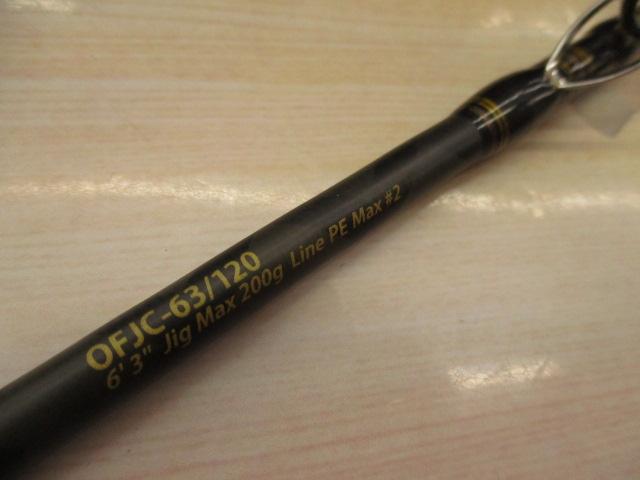 OFJC-63/120
6' 3" Jig Max 200g Line PE Max #2